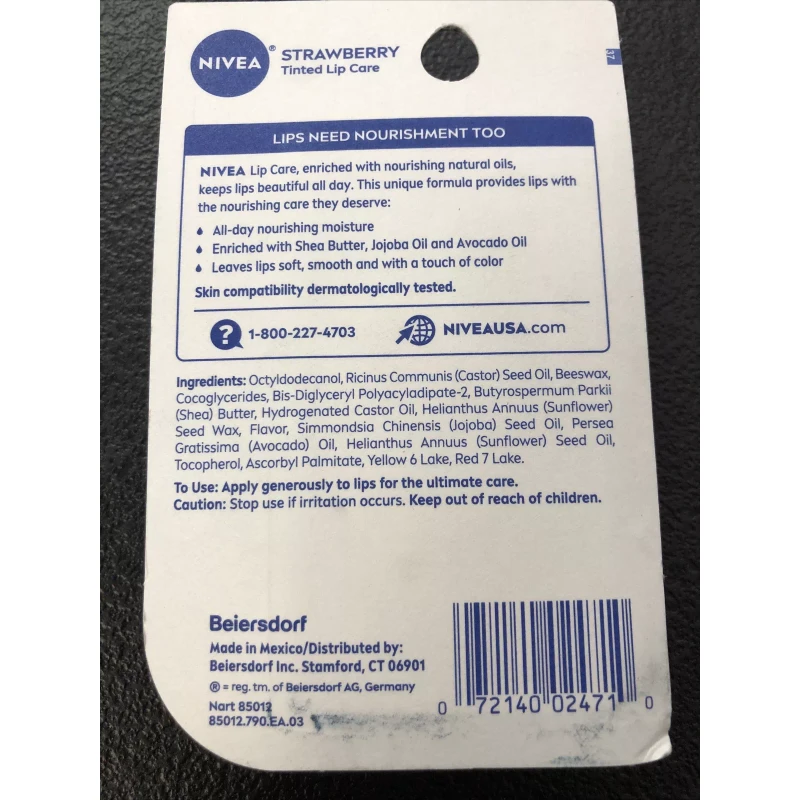 NIVEA® STRAWBERRY
Tinted Lip Care
37
LIPS NEED NOURISHMENT TOO
NIVEA Lip Care, enriched with nourishing natural oils,
keeps lips beautiful all day. This unique formula provides lips with
the nourishing care they deserve:
All-day nourishing moisture
Enriched with Shea Butter, Jojoba Oil and Avocado Oil
Leaves lips soft, smooth and with a touch of color
Skin compatibility dermatologically tested.
? 1-800-227-4703 NIVEAUSA.com
Ingredients: Octyldodecanol, Ricinus Communis (Castor) Seed Oil, Beeswax,
Cocoglycerides, Bis-Diglyceryl Polyacyladipate-2, Butyrospermum Parkii
(Shea) Butter, Hydrogenated Castor Oil, Helianthus Annuus (Sunflower)
Seed Wax, Flavor, Simmondsia Chinensis (Jojoba) Seed Oil, Persea
Gratissima (Avocado) Oil, Helianthus Annuus (Sunflower) Seed Oil,
Tocopherol, Ascorbyl Palmitate, Yellow 6 Lake, Red 7 Lake.
To Use: Apply generously to lips for the ultimate care.
Caution: Stop use if irritation occurs. Keep out of reach of children.
Beiersdorf
Made in Mexico/Distributed by:
Beiersdorf Inc. Stamford, CT 06901
® = reg. tm. of Beiersdorf AG, Germany
Nart 85012
85012.790.EA.03
0 72140 02471 0